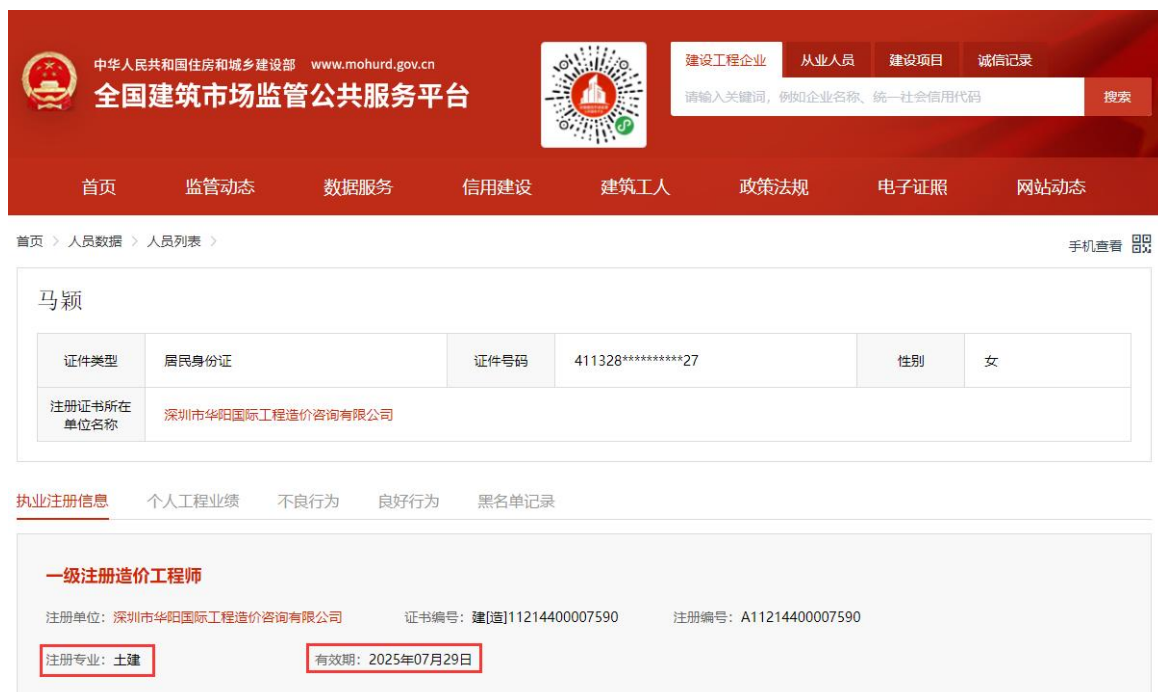 中华人民共和国住房和城乡建设部 www.mohurd.gov.cn
全国建筑市场监管公共服务平台
建设工程企业 从业人员 建设项目 诚信记录
请输入关键词，例如企业名称、统一社会信用代码 搜索
首页 监管动态 数据服务 信用建设 建筑工人 政策法规 电子证照 网站动态
首页 > 人员数据 > 人员列表 >
手机查看
马颖
证件类型 居民身份证 证件号码 411328**********27 性别 女
注册证书所在
单位名称
深圳市华阳国际工程造价咨询有限公司
执业注册信息 个人工程业绩 不良行为 良好行为 黑名单记录
一级注册造价工程师
注册单位：深圳市华阳国际工程造价咨询有限公司 证书编号：建[造]11214400007590 注册编号：A11214400007590
注册专业：土建 有效期：2025年07月29日